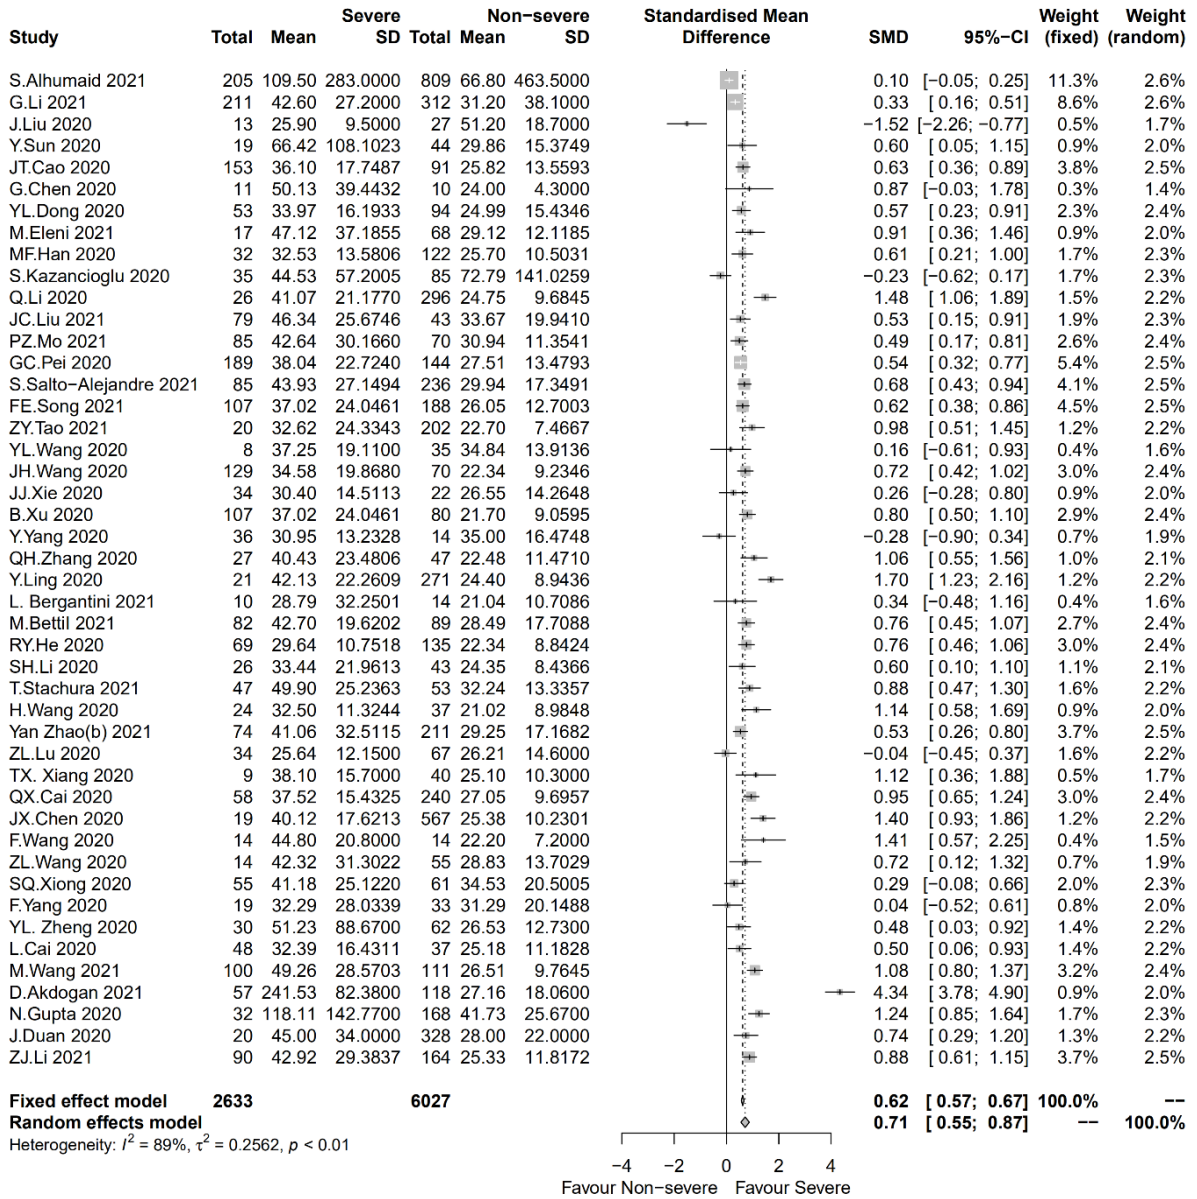 Severe Non−severe Standardised Mean Weight Weight
Study Total Mean SD Total Mean SD Difference SMD 95%−CI (fixed) (random)
S.Alhumaid 2021 205 109.50 283.0000 809 66.80 463.5000 0.10 [−0.05; 0.25] 11.3% 2.6%
G.Li 2021 211 42.60 27.2000 312 31.20 38.1000 0.33 [ 0.16; 0.51] 8.6% 2.6%
J.Liu 2020 13 25.90 9.5000 27 51.20 18.7000 −1.52 [−2.26; −0.77] 0.5% 1.7%
Y.Sun 2020 19 66.42 108.1023 44 29.86 15.3749 0.60 [ 0.05; 1.15] 0.9% 2.0%
JT.Cao 2020 153 36.10 17.7487 91 25.82 13.5593 0.63 [ 0.36; 0.89] 3.8% 2.5%
G.Chen 2020 11 50.13 39.4432 10 24.00 4.3000 0.87 [−0.03; 1.78] 0.3% 1.4%
YL.Dong 2020 53 33.97 16.1933 94 24.99 15.4346 0.57 [ 0.23; 0.91] 2.3% 2.4%
M.Eleni 2021 17 47.12 37.1855 68 29.12 12.1185 0.91 [ 0.36; 1.46] 0.9% 2.0%
MF.Han 2020 32 32.53 13.5806 122 25.70 10.5031 0.61 [ 0.21; 1.00] 1.7% 2.3%
S.Kazancioglu 2020 35 44.53 57.2005 85 72.79 141.0259 −0.23 [−0.62; 0.17] 1.7% 2.3%
Q.Li 2020 26 41.07 21.1770 296 24.75 9.6845 1.48 [ 1.06; 1.89] 1.5% 2.2%
JC.Liu 2021 79 46.34 25.6746 43 33.67 19.9410 0.53 [ 0.15; 0.91] 1.9% 2.3%
PZ.Mo 2021 85 42.64 30.1660 70 30.94 11.3541 0.49 [ 0.17; 0.81] 2.6% 2.4%
GC.Pei 2020 189 38.04 22.7240 144 27.51 13.4793 0.54 [ 0.32; 0.77] 5.4% 2.5%
S.Salto−Alejandre 2021 85 43.93 27.1494 236 29.94 17.3491 0.68 [ 0.43; 0.94] 4.1% 2.5%
FE.Song 2021 107 37.02 24.0461 188 26.05 12.7003 0.62 [ 0.38; 0.86] 4.5% 2.5%
ZY.Tao 2021 20 32.62 24.3343 202 22.70 7.4667 0.98 [ 0.51; 1.45] 1.2% 2.2%
YL.Wang 2020 8 37.25 19.1100 35 34.84 13.9136 0.16 [−0.61; 0.93] 0.4% 1.6%
JH.Wang 2020 129 34.58 19.8680 70 22.34 9.2346 0.72 [ 0.42; 1.02] 3.0% 2.4%
JJ.Xie 2020 34 30.40 14.5113 22 26.55 14.2648 0.26 [−0.28; 0.80] 0.9% 2.0%
B.Xu 2020 107 37.02 24.0461 80 21.70 9.0595 0.80 [ 0.50; 1.10] 2.9% 2.4%
Y.Yang 2020 36 30.95 13.2328 14 35.00 16.4748 −0.28 [−0.90; 0.34] 0.7% 1.9%
QH.Zhang 2020 27 40.43 23.4806 47 22.48 11.4710 1.06 [ 0.55; 1.56] 1.0% 2.1%
Y.Ling 2020 21 42.13 22.2609 271 24.40 8.9436 1.70 [ 1.23; 2.16] 1.2% 2.2%
L. Bergantini 2021 10 28.79 32.2501 14 21.04 10.7086 0.34 [−0.48; 1.16] 0.4% 1.6%
M.Bettil 2021 82 42.70 19.6202 89 28.49 17.7088 0.76 [ 0.45; 1.07] 2.7% 2.4%
RY.He 2020 69 29.64 10.7518 135 22.34 8.8424 0.76 [ 0.46; 1.06] 3.0% 2.4%
SH.Li 2020 26 33.44 21.9613 43 24.35 8.4366 0.60 [ 0.10; 1.10] 1.1% 2.1%
T.Stachura 2021 47 49.90 25.2363 53 32.24 13.3357 0.88 [ 0.47; 1.30] 1.6% 2.2%
H.Wang 2020 24 32.50 11.3244 37 21.02 8.9848 1.14 [ 0.58; 1.69] 0.9% 2.0%
Yan Zhao(b) 2021 74 41.06 32.5115 211 29.25 17.1682 0.53 [ 0.26; 0.80] 3.7% 2.5%
ZL.Lu 2020 34 25.64 12.1500 67 26.21 14.6000 −0.04 [−0.45; 0.37] 1.6% 2.2%
TX. Xiang 2020 9 38.10 15.7000 40 25.10 10.3000 1.12 [ 0.36; 1.88] 0.5% 1.7%
QX.Cai 2020 58 37.52 15.4325 240 27.05 9.6957 0.95 [ 0.65; 1.24] 3.0% 2.4%
JX.Chen 2020 19 40.12 17.6213 567 25.38 10.2301 1.40 [ 0.93; 1.86] 1.2% 2.2%
F.Wang 2020 14 44.80 20.8000 14 22.20 7.2000 1.41 [ 0.57; 2.25] 0.4% 1.5%
ZL.Wang 2020 14 42.32 31.3022 55 28.83 13.7029 0.72 [ 0.12; 1.32] 0.7% 1.9%
SQ.Xiong 2020 55 41.18 25.1220 61 34.53 20.5005 0.29 [−0.08; 0.66] 2.0% 2.3%
F.Yang 2020 19 32.29 28.0339 33 31.29 20.1488 0.04 [−0.52; 0.61] 0.8% 2.0%
YL. Zheng 2020 30 51.23 88.6700 62 26.53 12.7300 0.48 [ 0.03; 0.92] 1.4% 2.2%
L.Cai 2020 48 32.39 16.4311 37 25.18 11.1828 0.50 [ 0.06; 0.93] 1.4% 2.2%
M.Wang 2021 100 49.26 28.5703 111 26.51 9.7645 1.08 [ 0.80; 1.37] 3.2% 2.4%
D.Akdogan 2021 57 241.53 82.3800 118 27.16 18.0600 4.34 [ 3.78; 4.90] 0.9% 2.0%
N.Gupta 2020 32 118.11 142.7700 168 41.73 25.6700 1.24 [ 0.85; 1.64] 1.7% 2.3%
J.Duan 2020 20 45.00 34.0000 328 28.00 22.0000 0.74 [ 0.29; 1.20] 1.3% 2.2%
ZJ.Li 2021 90 42.92 29.3837 164 25.33 11.8172 0.88 [ 0.61; 1.15] 3.7% 2.5%
Fixed effect model 2633 6027 0.62 [ 0.57; 0.67] 100.0% −−
Random effects model 0.71 [ 0.55; 0.87] −− 100.0%
Heterogeneity: I² = 89%, τ² = 0.2562, p < 0.01
−4 −2 0 2 4
Favour Non−severe Favour Severe